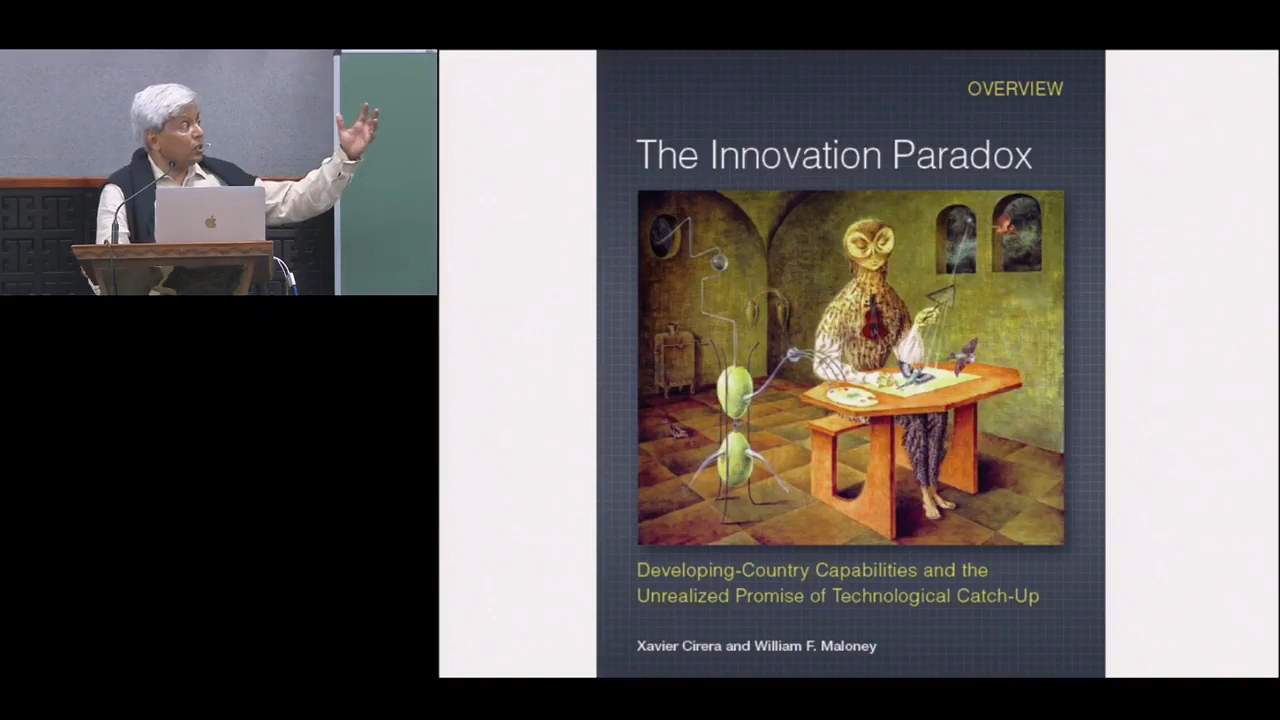 OVERVIEW
The Innovation Paradox
Developing-Country Capabilities and the
Unrealized Promise of Technological Catch-Up
Xavier Cirera and William F. Maloney